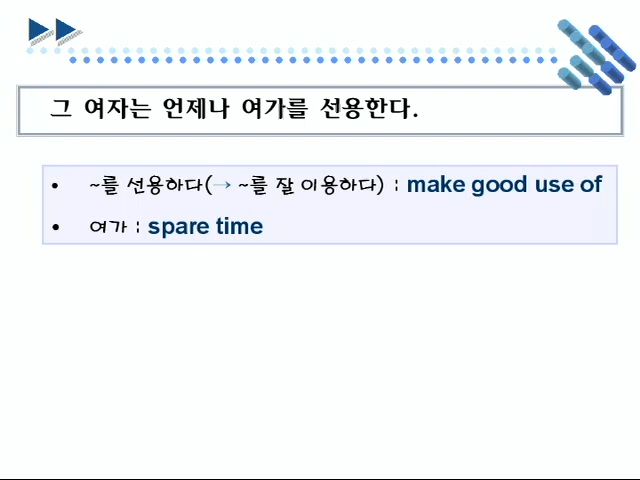 그 여자는 언제나 여가를 선용한다.
• ~를 선용하다(→ ~를 잘 이용하다) : make good use of
• 여가 : spare time